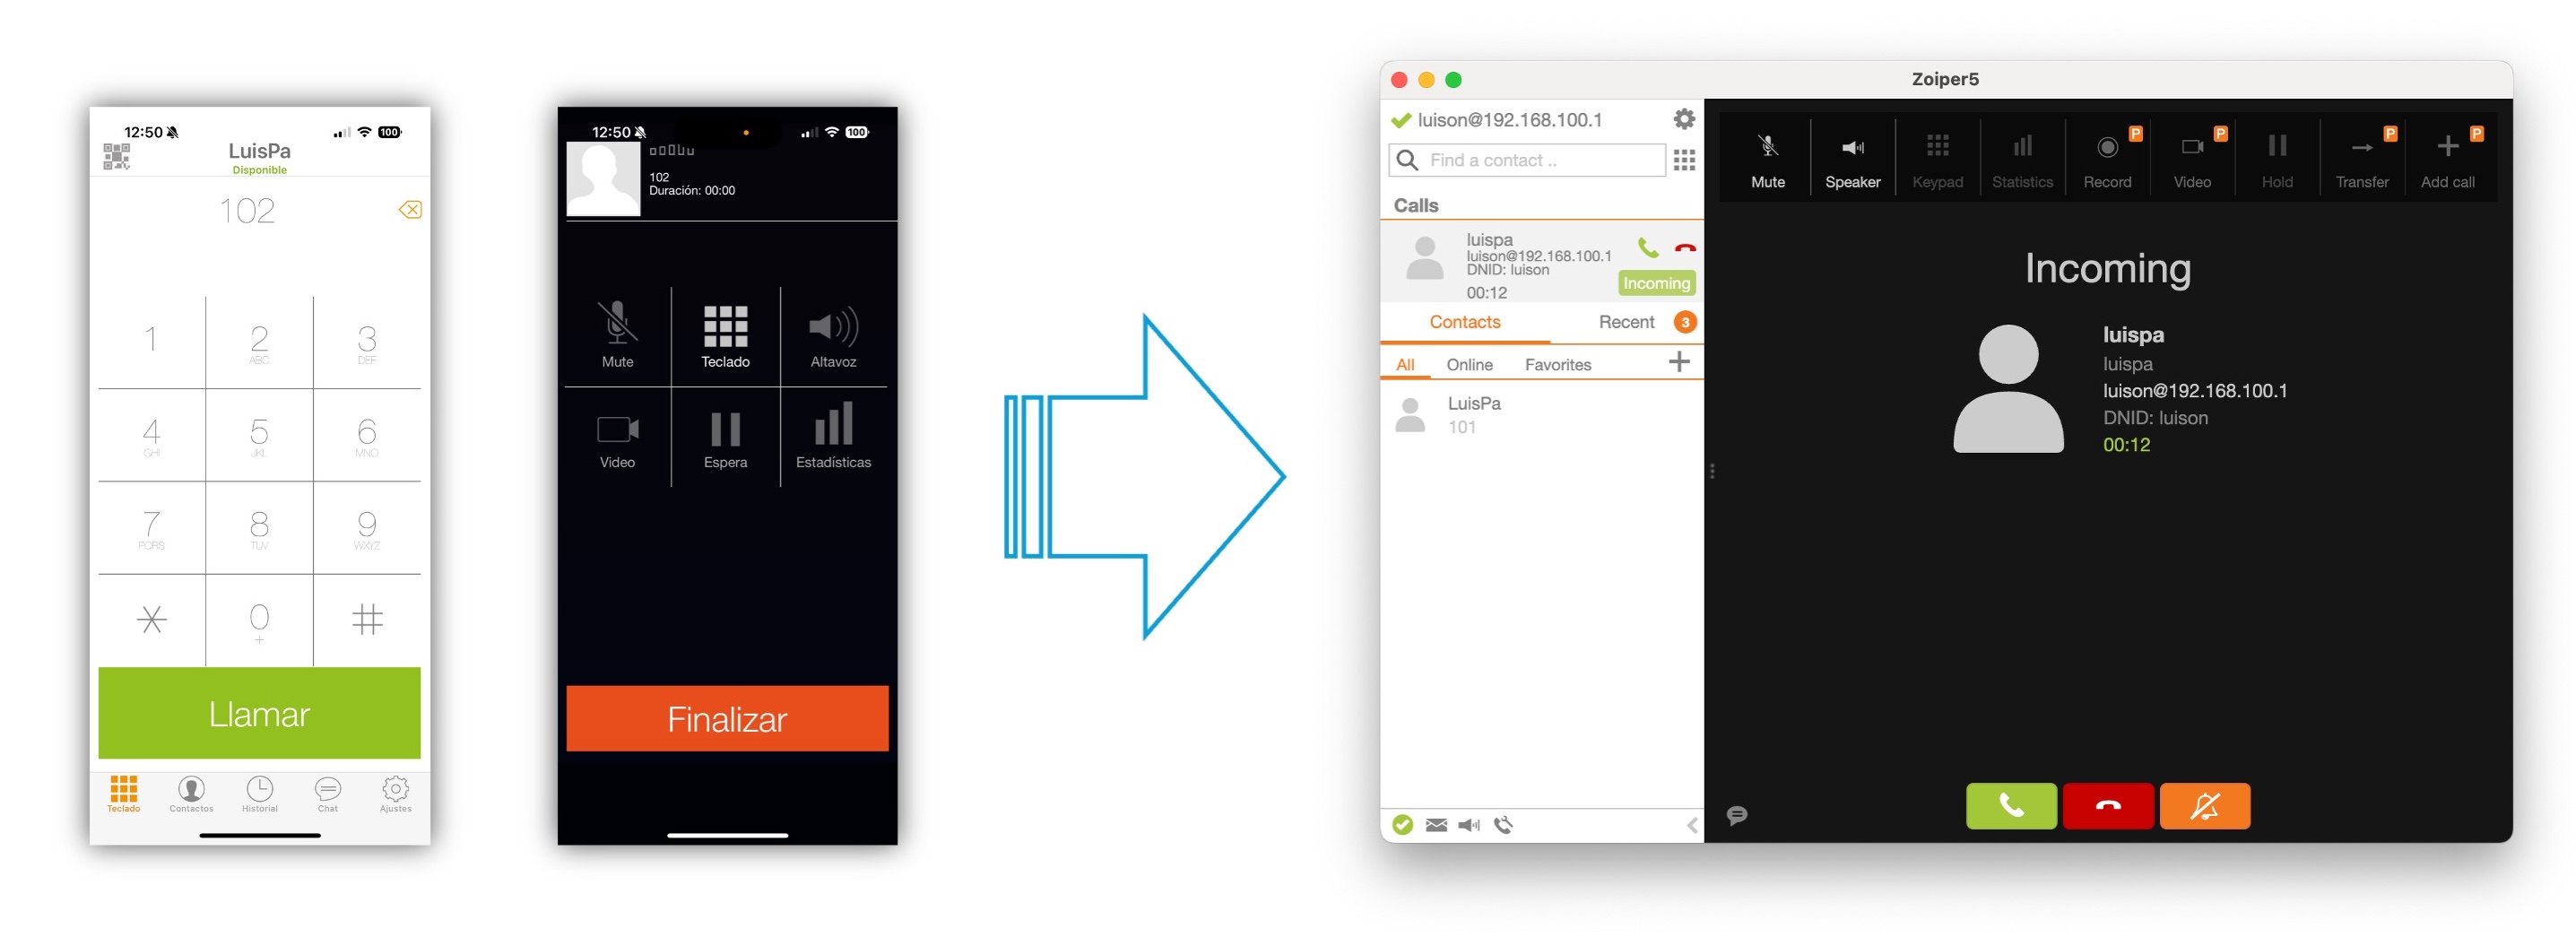 12:50
100
LuisPa
Disponible
102
1
2
ABC
3
DEF
4
GHI
5
JKL
6
MNO
7
PQRS
8
TUV
9
WXYZ
*
0
+
#
Llamar
Teclado
Contactos
Historial
Chat
Ajustes
12:50
100
102
Duración: 00:00
Mute
Teclado
Altavoz
Video
Espera
Estadísticas
Finalizar
Zoiper5
luison@192.168.100.1
Find a contact ..
Calls
luispa
luison@192.168.100.1
DNID: luison
00:12
Incoming
Contacts
Recent
3
All
Online
Favorites
LuisPa
101
Mute
Speaker
Keypad
Statistics
P
Record
P
Video
Hold
P
Transfer
P
Add call
Incoming
luispa
luispa
luison@192.168.100.1
DNID: luison
00:12